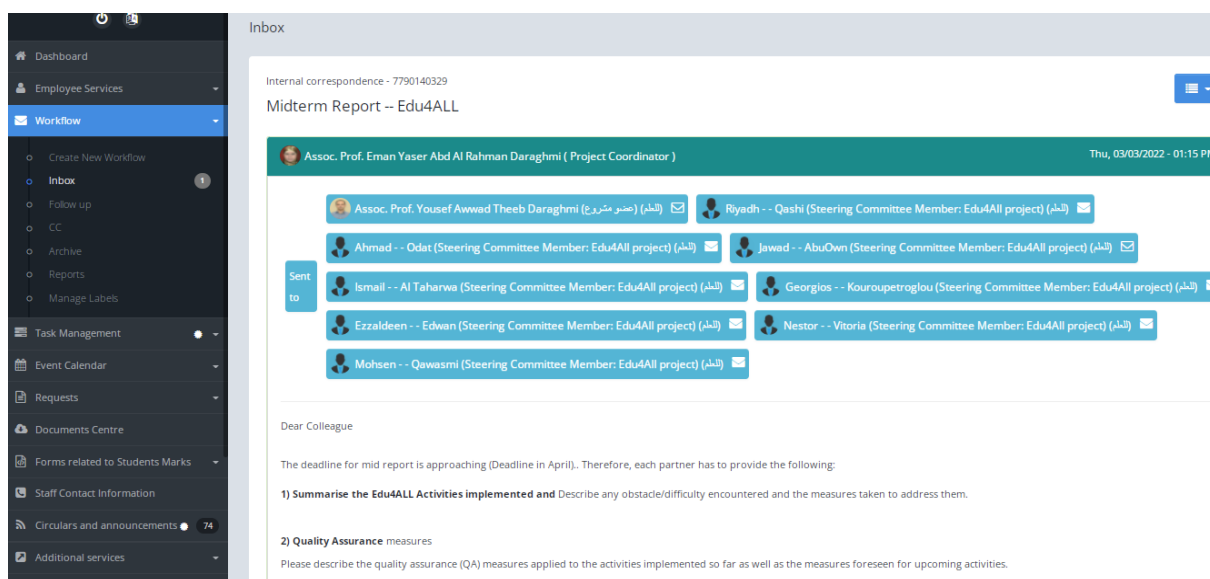 Inbox
Dashboard
Employee Services
Workflow
Create New Workflow
Inbox 1
Follow up
CC
Archive
Reports
Manage Labels
Task Management
Event Calendar
Requests
Documents Centre
Forms related to Students Marks
Staff Contact Information
Circulars and announcements 74
Additional services
Internal correspondence - 7790140329
Midterm Report -- Edu4ALL
Assoc. Prof. Eman Yaser Abd Al Rahman Daraghmi ( Project Coordinator ) Thu, 03/03/2022 - 01:15 PM
Sent to
Assoc. Prof. Yousef Awwad Theeb Daraghmi (عضو مشروع) (للعلم) Riyadh - - Qashi (Steering Committee Member: Edu4All project) (للعلم)
Ahmad - - Odat (Steering Committee Member: Edu4All project) (للعلم) Jawad - - AbuOwn (Steering Committee Member: Edu4All project) (للعلم)
Ismail - - Al Taharwa (Steering Committee Member: Edu4All project) (للعلم) Georgios - - Kouroupetroglou (Steering Committee Member: Edu4All project) (للعلم)
Ezzaldeen - - Edwan (Steering Committee Member: Edu4All project) (للعلم) Nestor - - Vitoria (Steering Committee Member: Edu4All project) (للعلم)
Mohsen - - Qawasmi (Steering Committee Member: Edu4All project) (للعلم)
Dear Colleague
The deadline for mid report is approaching (Deadline in April).. Therefore, each partner has to provide the following:
1) Summarise the Edu4ALL Activities implemented and Describe any obstacle/difficulty encountered and the measures taken to address them.
2) Quality Assurance measures
Please describe the quality assurance (QA) measures applied to the activities implemented so far as well as the measures foreseen for upcoming activities.